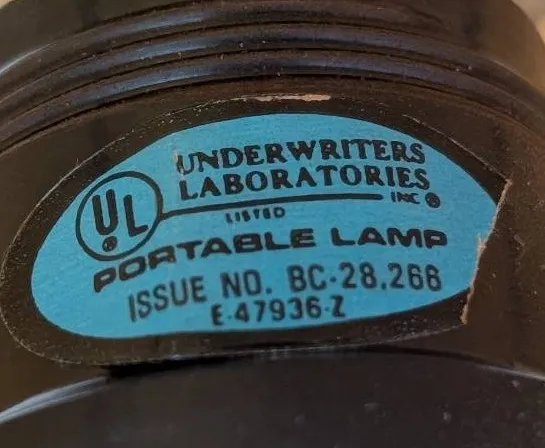 UNDERWRITERS
LABORATORIES
INC ®
UL
®
LISTED
PORTABLE LAMP
ISSUE NO. BC-28,266
E-47936-Z